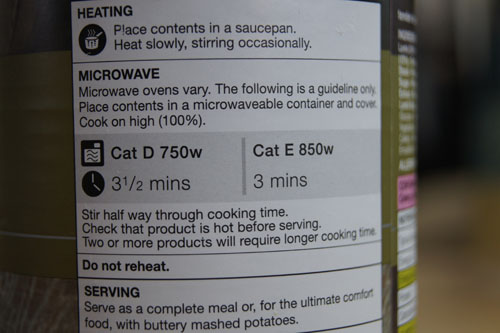 HEATING
Place contents in a saucepan.
Heat slowly, stirring occasionally.
MICROWAVE
Microwave ovens vary. The following is a guideline only.
Place contents in a microwaveable container and cover.
Cook on high (100%).
Cat D 750w
Cat E 850w
3 1/2 mins
3 mins
Stir half way through cooking time.
Check that product is hot before serving.
Two or more products will require longer cooking time.
Do not reheat.
SERVING
Serve as a complete meal or, for the ultimate comfort
food, with buttery mashed potatoes.